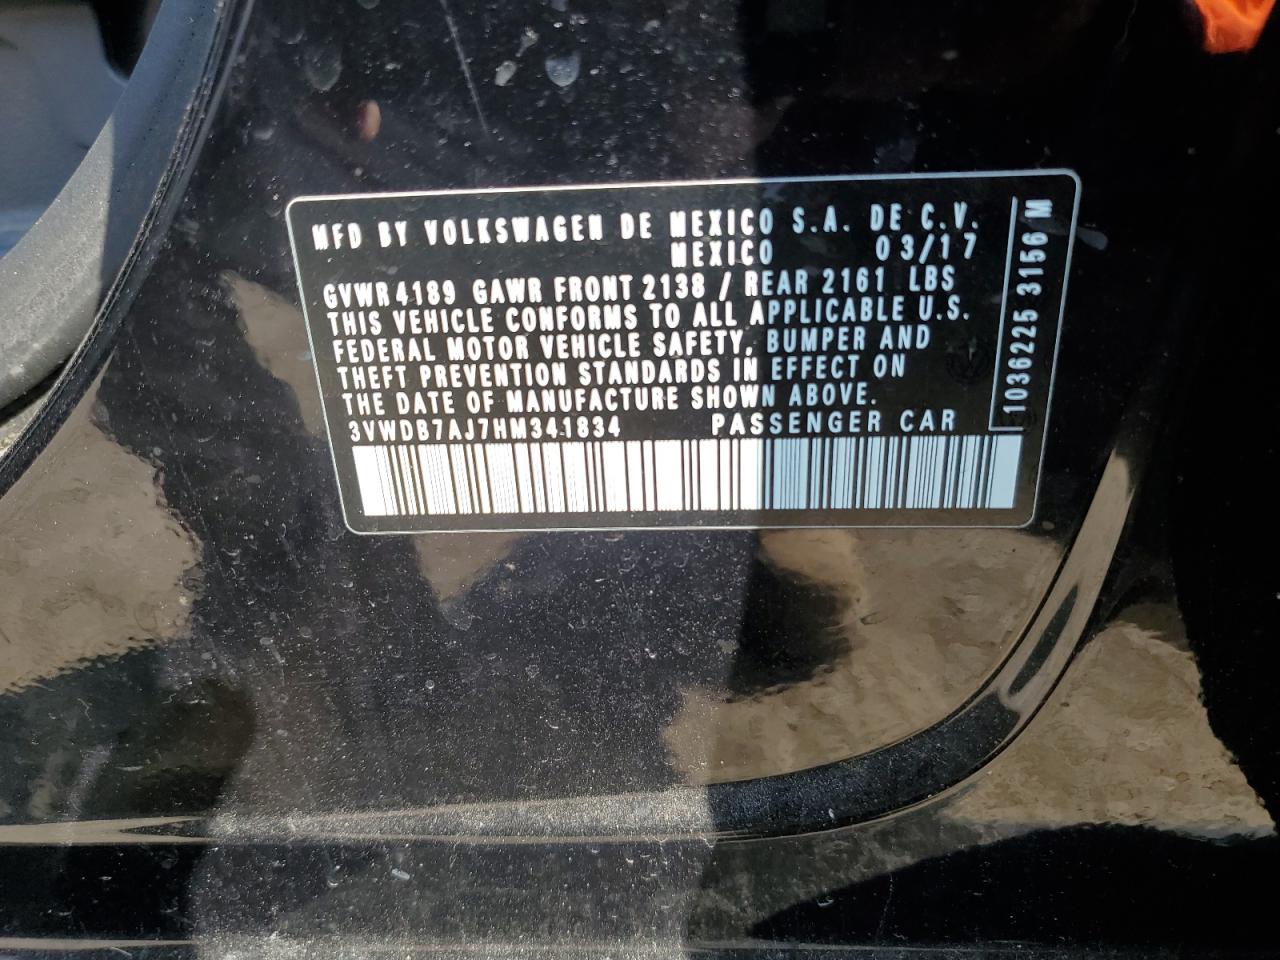 MFD BY VOLKSWAGEN DE MEXICO S.A. DE C.V.
MEXICO 03/17
GVWR 4189 GAWR FRONT 2138 / REAR 2161 LBS
THIS VEHICLE CONFORMS TO ALL APPLICABLE U.S.
FEDERAL MOTOR VEHICLE SAFETY, BUMPER AND
THEFT PREVENTION STANDARDS IN EFFECT ON
THE DATE OF MANUFACTURE SHOWN ABOVE.
3VWDB7AJ7HM341834 PASSENGER CAR
1036225 3156 M